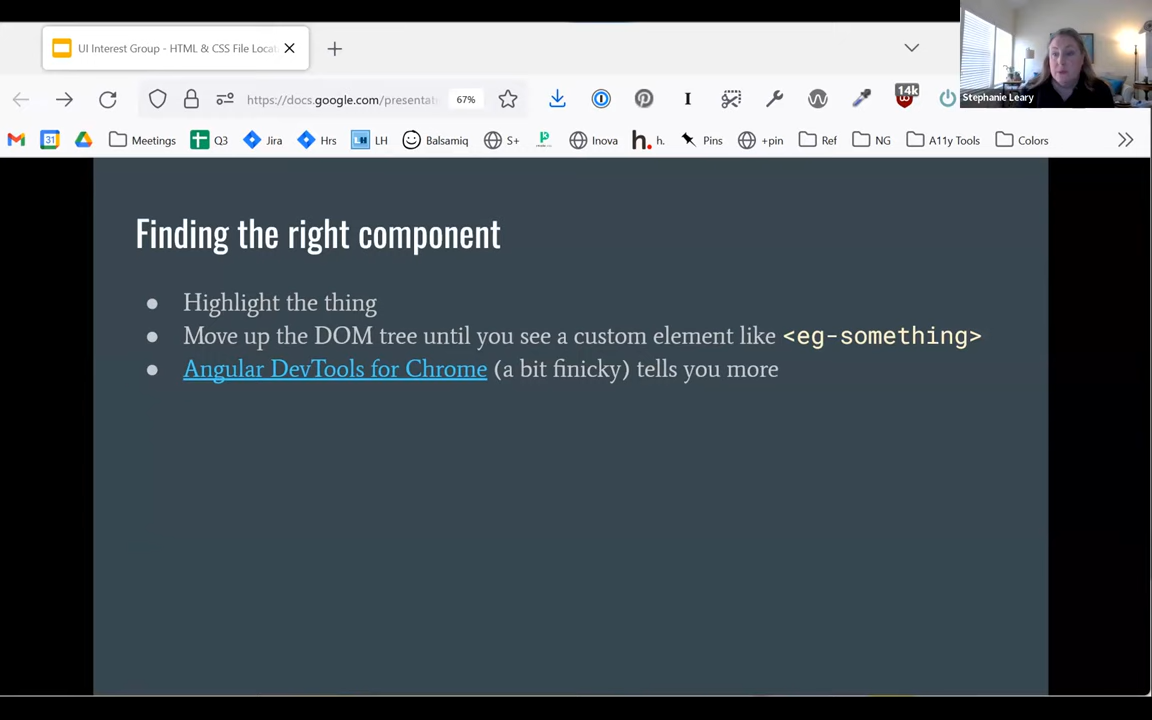 UI Interest Group - HTML & CSS File Locat
https://docs.google.com/presentat
67%
14k
Stephanie Leary
31
Meetings
Q3
Jira
Hrs
LH
LH
Balsamiq
S+
Inova
h.
h.
Pins
+pin
Ref
NG
A11y Tools
Colors
Finding the right component
● Highlight the thing
● Move up the DOM tree until you see a custom element like <eg-something>
● Angular DevTools for Chrome (a bit finicky) tells you more